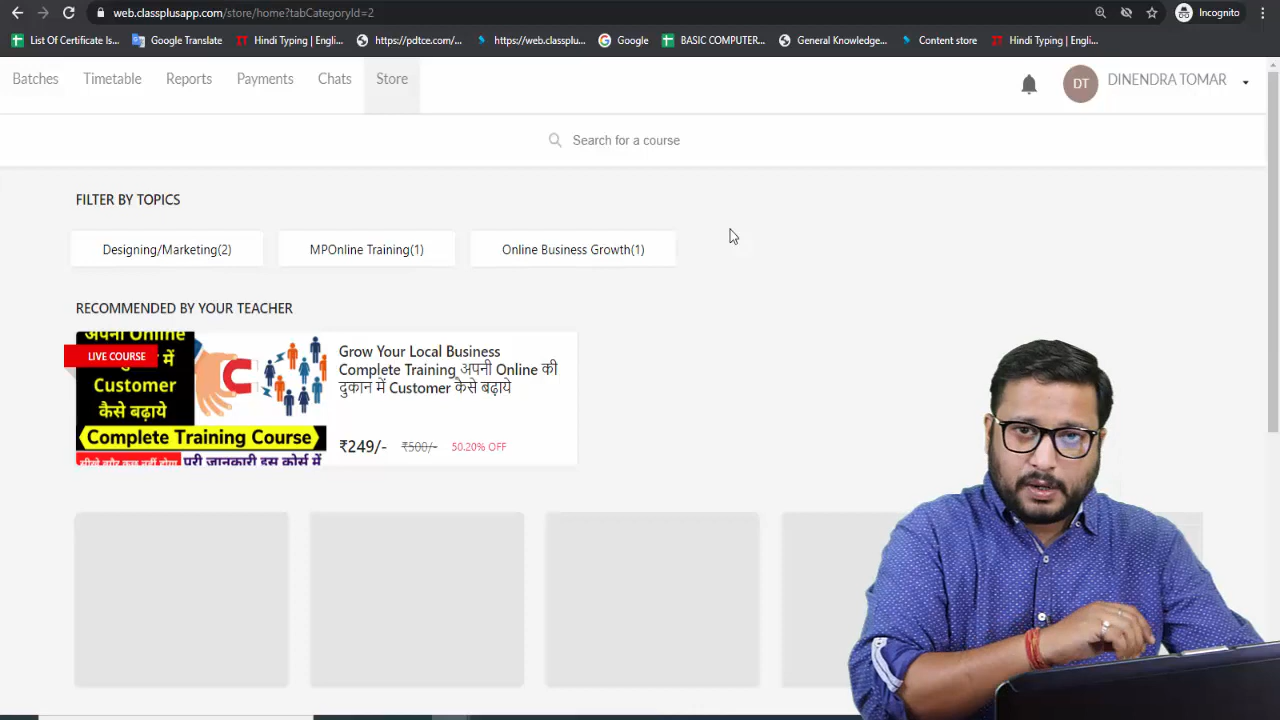 web.classplusapp.com/store/home?tabCategoryId=2
Incognito
List Of Certificate Is...
Google Translate
Hindi Typing | Engli...
https://pdtce.com/...
https://web.classplu...
Google
BASIC COMPUTER...
General Knowledge...
Content store
Hindi Typing | Engli...
Batches
Timetable
Reports
Payments
Chats
Store
DT
DINENDRA TOMAR
Search for a course
FILTER BY TOPICS
Designing/Marketing(2)
MPOnline Training(1)
Online Business Growth(1)
RECOMMENDED BY YOUR TEACHER
अपनी Online
LIVE COURSE
में
Customer
कैसे बढ़ाये
Complete Training Course
पूरी जानकारी इस कोर्स में
Grow Your Local Business
Complete Training अपनी Online की
दुकान में Customer कैसे बढ़ाये
₹249/-
₹500/-
50.20% OFF